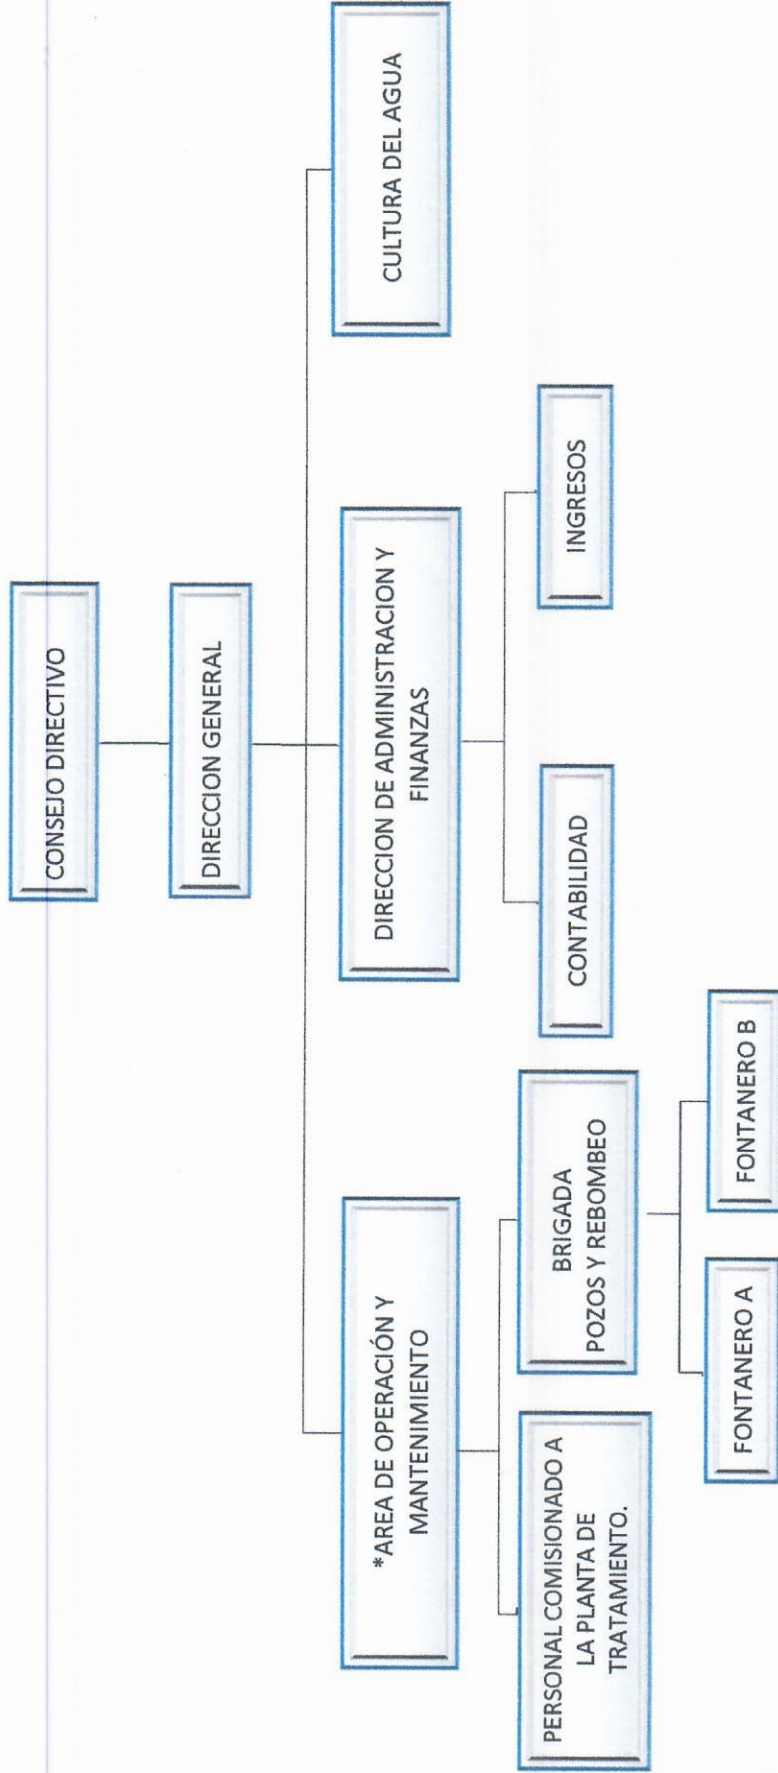 CONSEJO DIRECTIVO
DIRECCION GENERAL
*AREA DE OPERACIÓN Y
MANTENIMIENTO
DIRECCION DE ADMINISTRACION Y
FINANZAS
CULTURA DEL AGUA
PERSONAL COMISIONADO A
LA PLANTA DE
TRATAMIENTO.
BRIGADA
POZOS Y REBOMBEO
CONTABILIDAD
INGRESOS
FONTANERO A
FONTANERO B